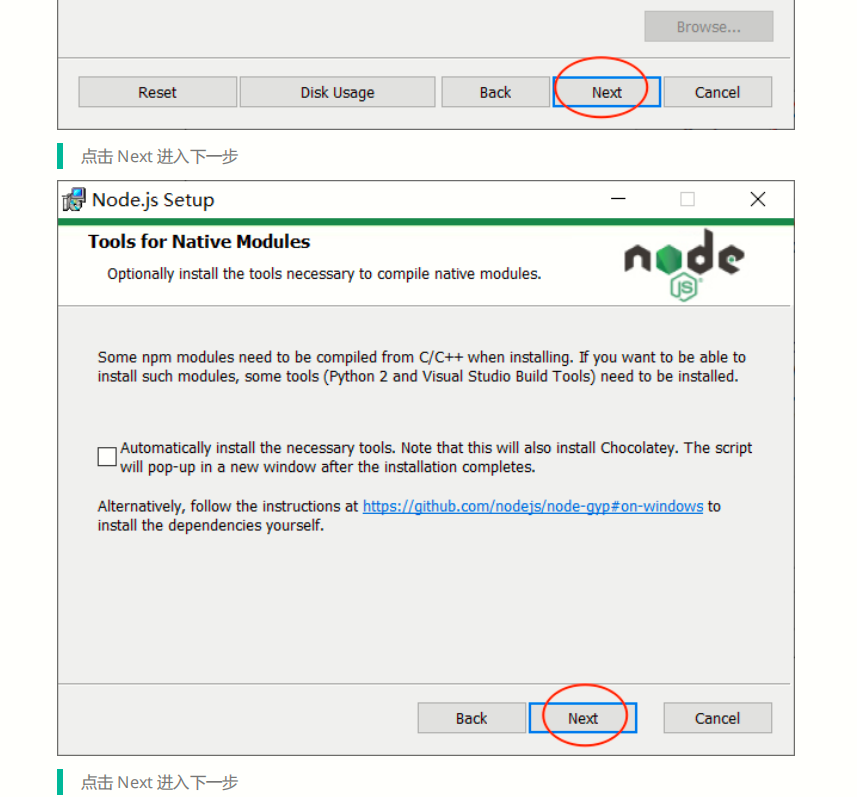 Browse...
Reset Disk Usage Back Next Cancel
点击 Next 进入下一步
Node.js Setup
Tools for Native Modules
Optionally install the tools necessary to compile native modules.
node
JS
Some npm modules need to be compiled from C/C++ when installing. If you want to be able to
install such modules, some tools (Python 2 and Visual Studio Build Tools) need to be installed.
Automatically install the necessary tools. Note that this will also install Chocolatey. The script
will pop-up in a new window after the installation completes.
Alternatively, follow the instructions at https://github.com/nodejs/node-gyp#on-windows to
install the dependencies yourself.
Back Next Cancel
点击 Next 进入下一步